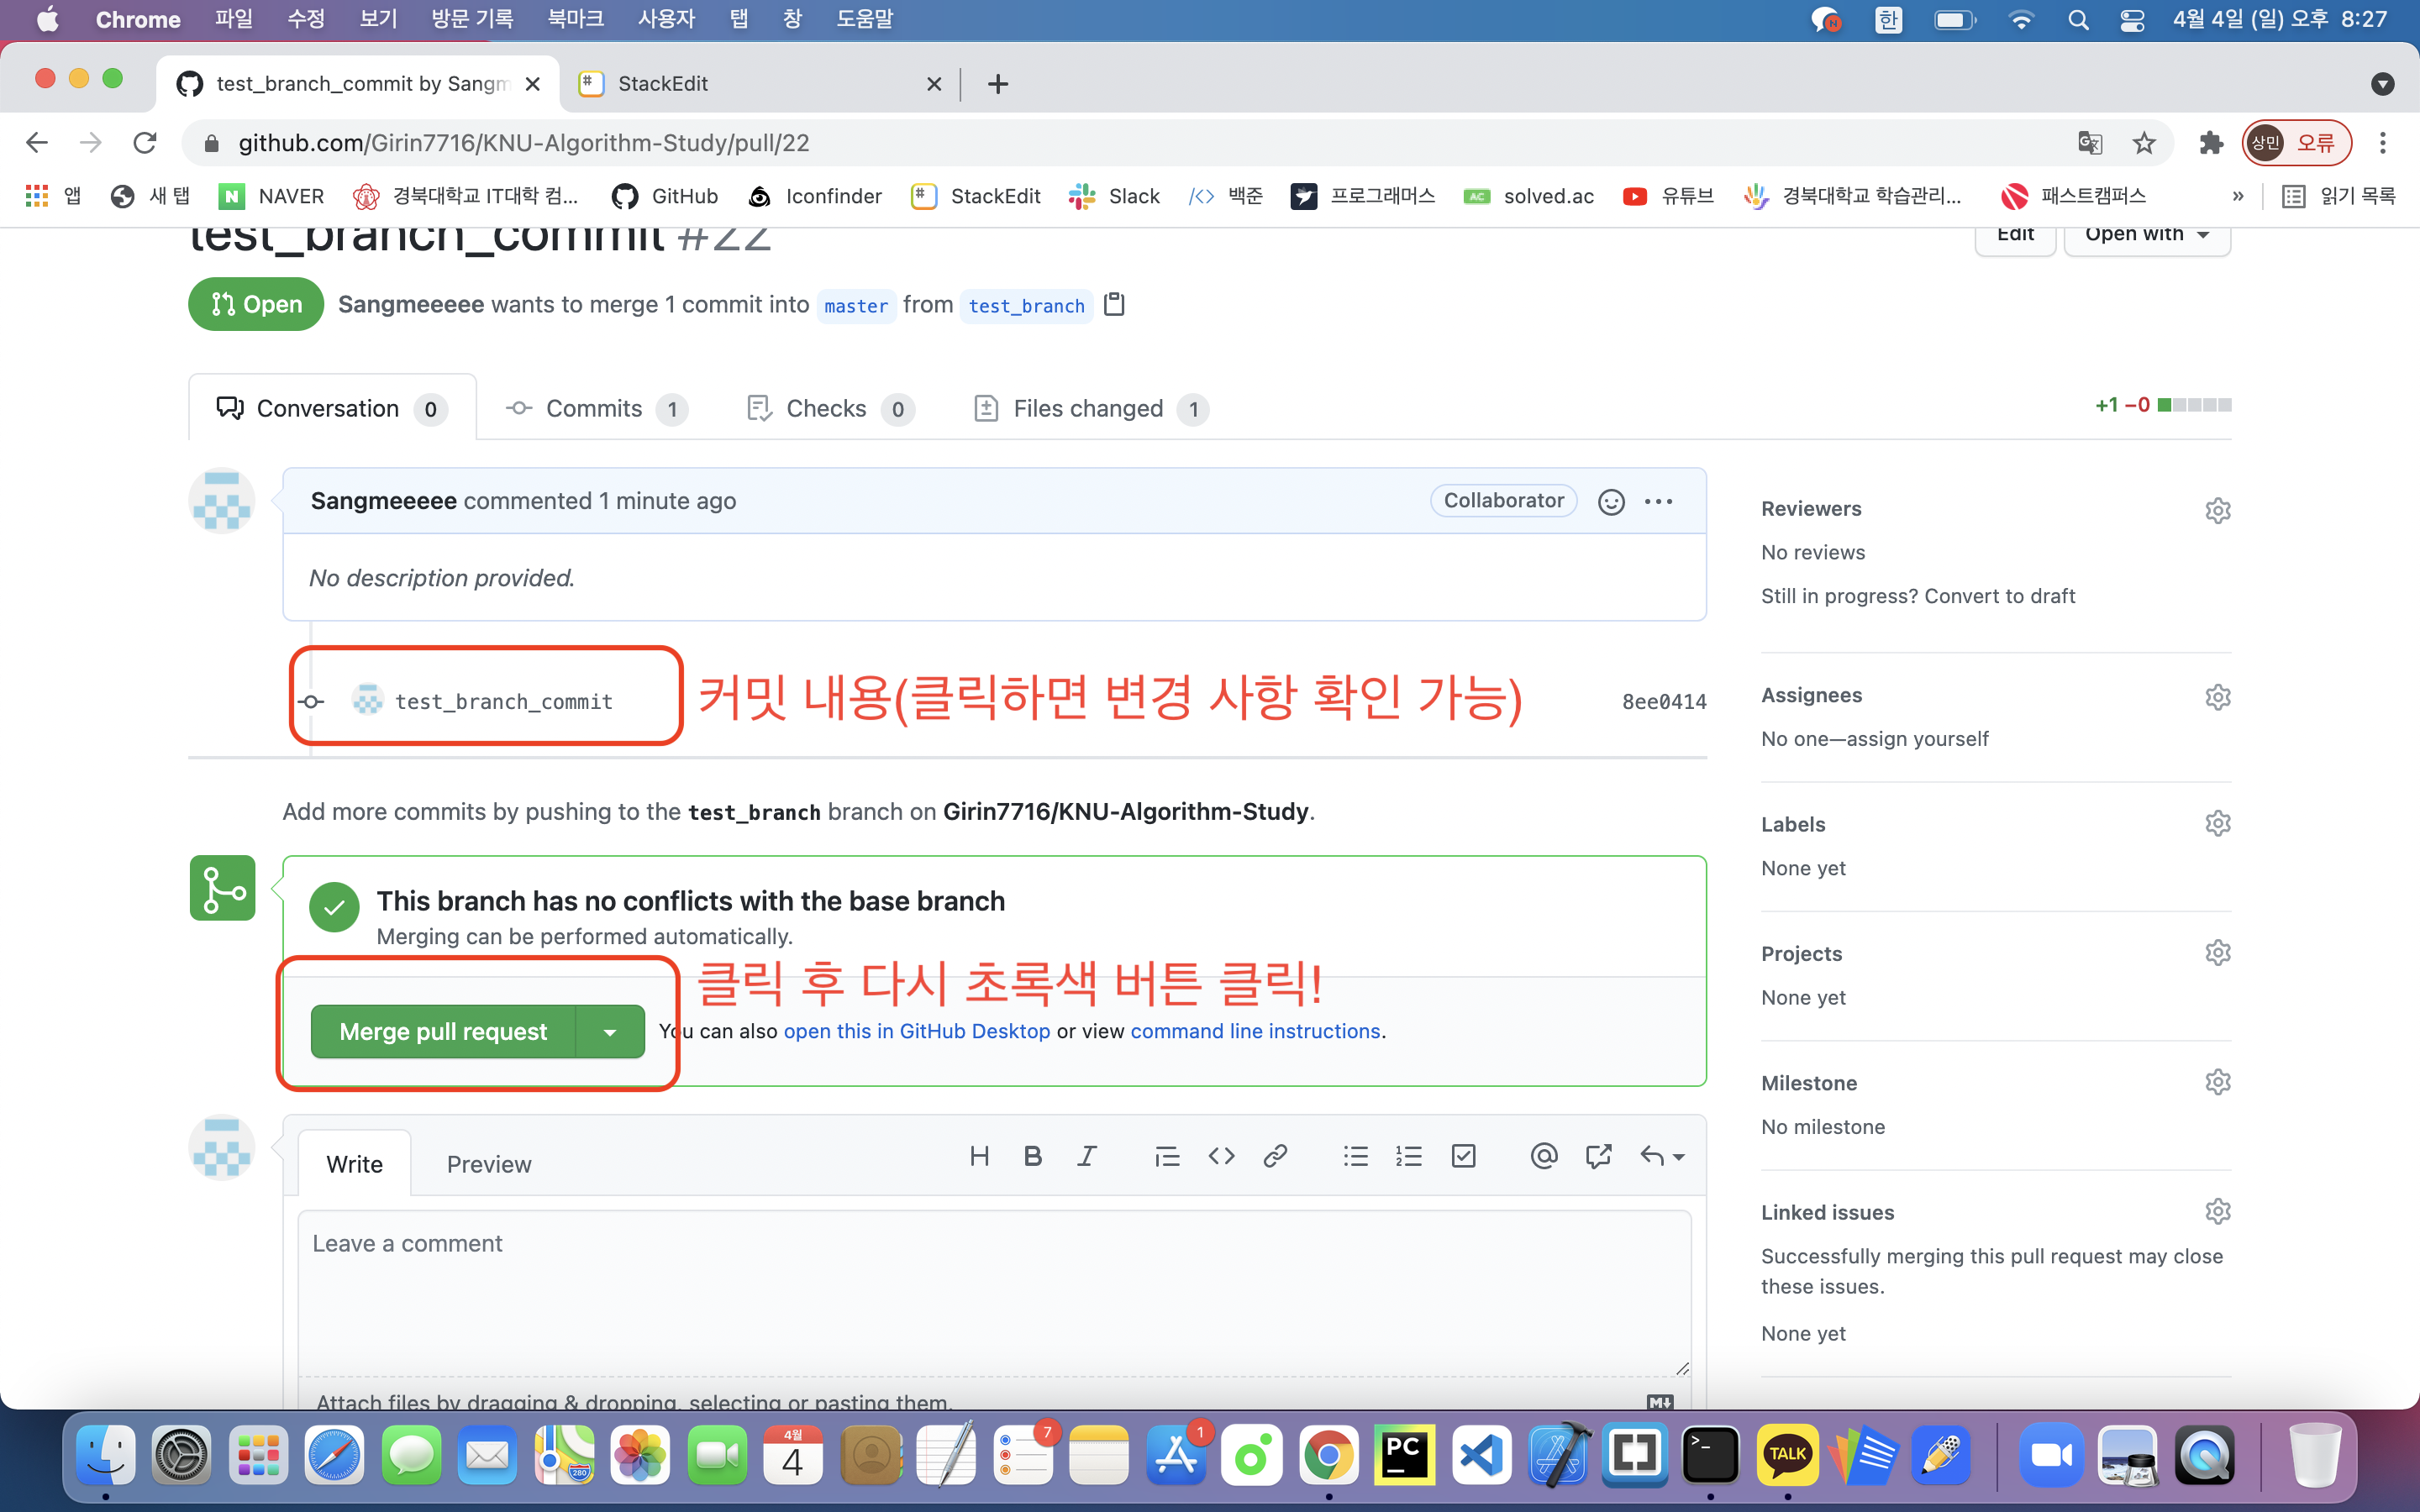 Chrome 파일 수정 보기 방문 기록 북마크 사용자 탭 창 도움말 한 4월 4일 (일) 오후 8:27
test_branch_commit by Sangm StackEdit
github.com/Girin7716/KNU-Algorithm-Study/pull/22 상민 오류
앱 새 탭 NAVER 경북대학교 IT대학 컴... GitHub Iconfinder StackEdit Slack 백준 프로그래머스 solved.ac 유튜브 경북대학교 학습관리... 패스트캠퍼스 » 읽기 목록
test_branch_commit #22 Edit Open with
Open Sangmeeeee wants to merge 1 commit into master from test_branch
Conversation 0 Commits 1 Checks 0 Files changed 1 +1 −0
Sangmeeeee commented 1 minute ago Collaborator
No description provided.
test_branch_commit 커밋 내용(클릭하면 변경 사항 확인 가능) 8ee0414
Add more commits by pushing to the test_branch branch on Girin7716/KNU-Algorithm-Study.
This branch has no conflicts with the base branch
Merging can be performed automatically.
클릭 후 다시 초록색 버튼 클릭!
Merge pull request You can also open this in GitHub Desktop or view command line instructions.
Write Preview
Leave a comment
Attach files by dragging & dropping, selecting or pasting them.
Reviewers
No reviews
Still in progress? Convert to draft
Assignees
No one—assign yourself
Labels
None yet
Projects
None yet
Milestone
No milestone
Linked issues
Successfully merging this pull request may close
these issues.
None yet
280 4월 4 7 1 PC TALK